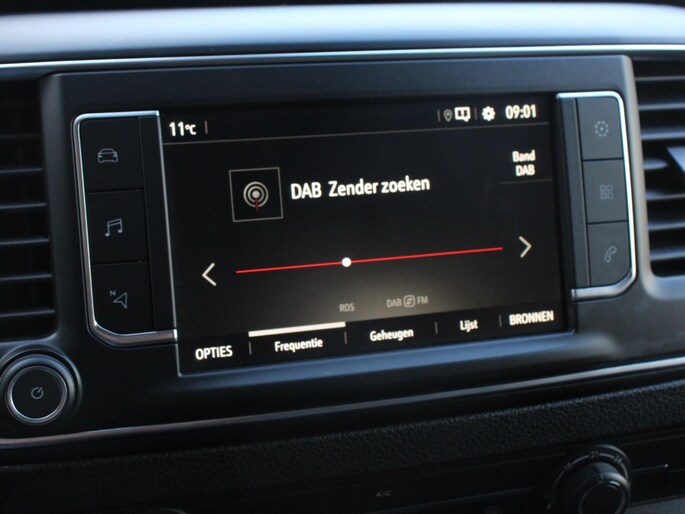 11°C
09:01
Band
DAB
DAB Zender zoeken
RDS
DAB FM
OPTIES Frequentie Geheugen Lijst BRONNEN
N
A/C